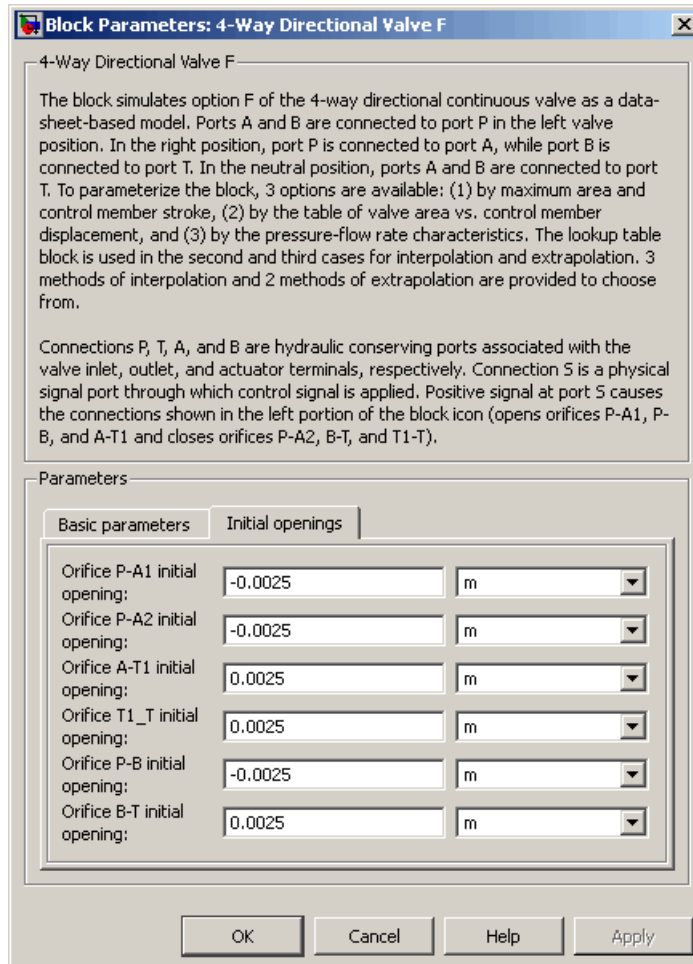 Block Parameters: 4-Way Directional Valve F
4-Way Directional Valve F
The block simulates option F of the 4-way directional continuous valve as a data-
sheet-based model. Ports A and B are connected to port P in the left valve
position. In the right position, port P is connected to port A, while port B is
connected to port T. In the neutral position, ports A and B are connected to port
T. To parameterize the block, 3 options are available: (1) by maximum area and
control member stroke, (2) by the table of valve area vs. control member
displacement, and (3) by the pressure-flow rate characteristics. The lookup table
block is used in the second and third cases for interpolation and extrapolation. 3
methods of interpolation and 2 methods of extrapolation are provided to choose
from.
Connections P, T, A, and B are hydraulic conserving ports associated with the
valve inlet, outlet, and actuator terminals, respectively. Connection S is a physical
signal port through which control signal is applied. Positive signal at port S causes
the connections shown in the left portion of the block icon (opens orifices P-A1, P-
B, and A-T1 and closes orifices P-A2, B-T, and T1-T).
Parameters
Basic parameters Initial openings
Orifice P-A1 initial
opening: -0.0025 m
Orifice P-A2 initial
opening: -0.0025 m
Orifice A-T1 initial
opening: 0.0025 m
Orifice T1_T initial
opening: 0.0025 m
Orifice P-B initial
opening: -0.0025 m
Orifice B-T initial
opening: 0.0025 m
OK Cancel Help Apply